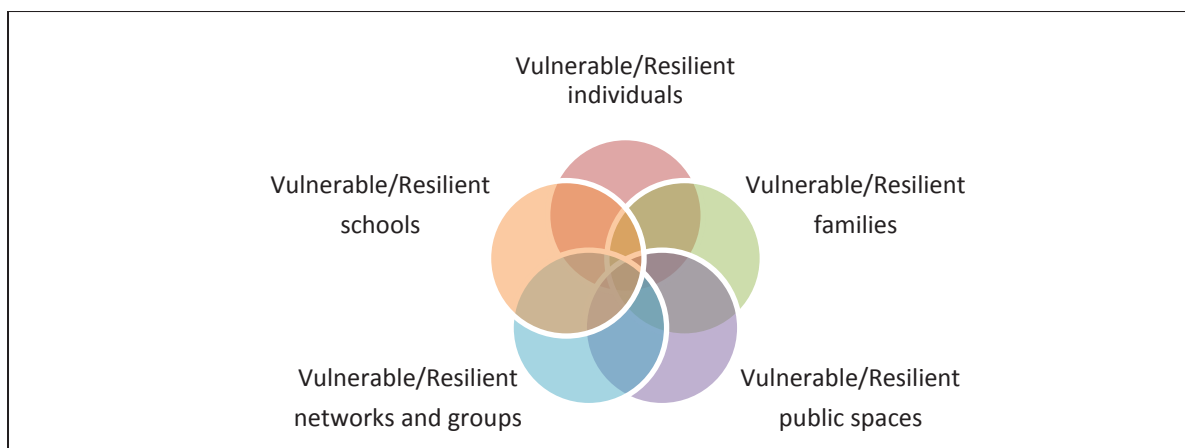 Vulnerable/Resilient
individuals
Vulnerable/Resilient
schools
Vulnerable/Resilient
families
Vulnerable/Resilient
networks and groups
Vulnerable/Resilient
public spaces